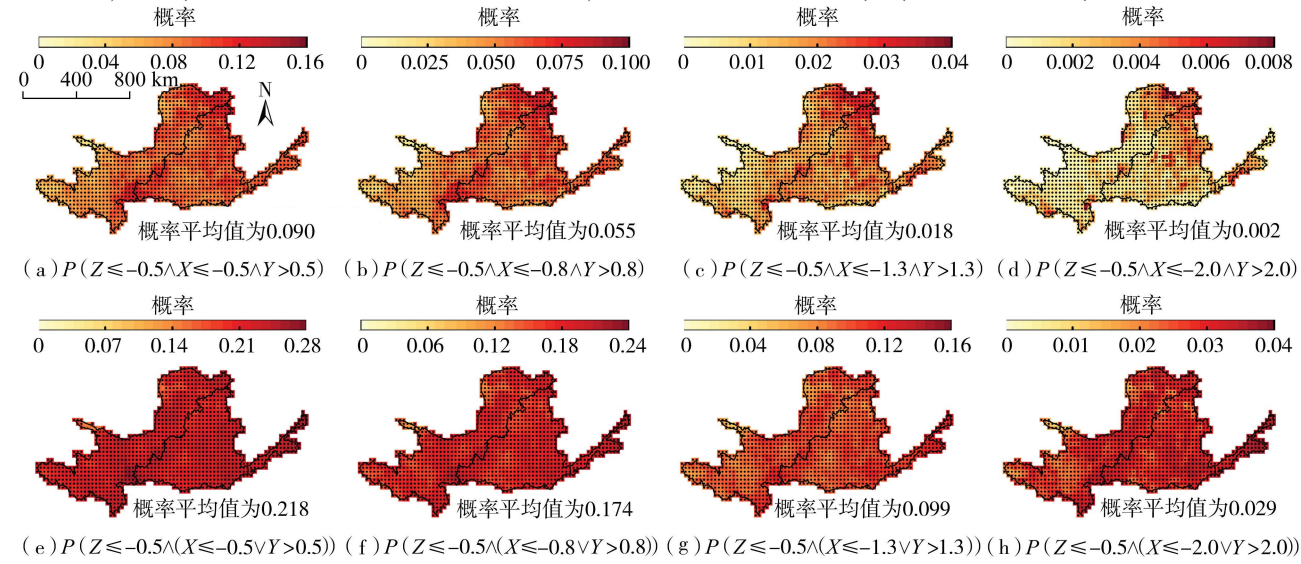 概率 概率 概率 概率
0 0.04 0.08 0.12 0.16 0 0.025 0.050 0.075 0.100 0 0.01 0.02 0.03 0.04 0 0.002 0.004 0.006 0.008
0 400 800 km
N
概率平均值为0.090 概率平均值为0.055 概率平均值为0.018 概率平均值为0.002
(a)P(Z≤-0.5∧X≤-0.5∧Y>0.5) (b)P(Z≤-0.5∧X≤-0.8∧Y>0.8) (c)P(Z≤-0.5∧X≤-1.3∧Y>1.3) (d)P(Z≤-0.5∧X≤-2.0∧Y>2.0)
概率 概率 概率 概率
0 0.07 0.14 0.21 0.28 0 0.06 0.12 0.18 0.24 0 0.04 0.08 0.12 0.16 0 0.01 0.02 0.03 0.04
概率平均值为0.218 概率平均值为0.174 概率平均值为0.099 概率平均值为0.029
(e)P(Z≤-0.5∧(X≤-0.5∨Y>0.5)) (f)P(Z≤-0.5∧(X≤-0.8∨Y>0.8)) (g)P(Z≤-0.5∧(X≤-1.3∨Y>1.3)) (h)P(Z≤-0.5∧(X≤-2.0∨Y>2.0))